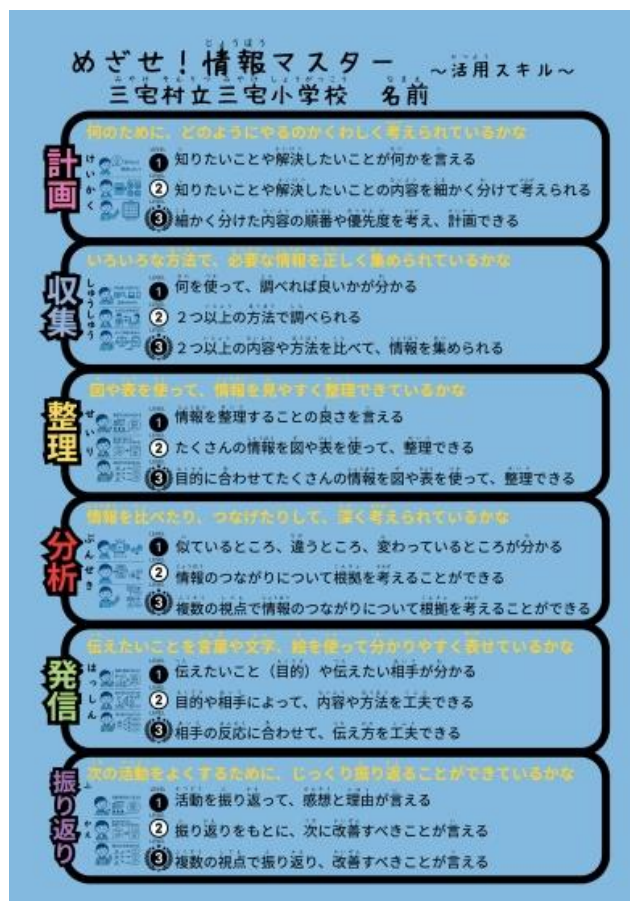 めざせ！情報マスター ～活用スキル～
三宅村立三宅小学校 名前
計画
けいかく
何のために、どのようにやるのかくわしく考えられているかな
1 知りたいことや解決したいことが何かを言える
2 知りたいことや解決したいことの内容を細かく分けて考えられる
3 細かく分けた内容の順番や優先度を考え、計画できる
収集
しゅうしゅう
いろいろな方法で、必要な情報を正しく集められているかな
1 何を使って、調べれば良いかが分かる
2 ２つ以上の方法で調べられる
3 ２つ以上の内容や方法を比べて、情報を集められる
整理
せいり
図や表を使って、情報を見やすく整理できているかな
1 情報を整理することの良さを言える
2 たくさんの情報を図や表を使って、整理できる
3 目的に合わせてたくさんの情報を図や表を使って、整理できる
分析
ぶんせき
情報を比べたり、つなげたりして、深く考えられているかな
1 似ているところ、違うところ、変わっているところが分かる
2 情報のつながりについて根拠を考えることができる
3 複数の視点で情報のつながりについて根拠を考えることができる
発信
はっしん
伝えたいことを言葉や文字、絵を使って分かりやすく表せているかな
1 伝えたいこと（目的）や伝えたい相手が分かる
2 目的や相手によって、内容や方法を工夫できる
3 相手の反応に合わせて、伝え方を工夫できる
振り返り
次の活動をよくするために、じっくり振り返ることができているかな
1 活動を振り返って、感想と理由が言える
2 振り返りをもとに、次に改善すべきことが言える
3 複数の視点で振り返り、改善すべきことが言える